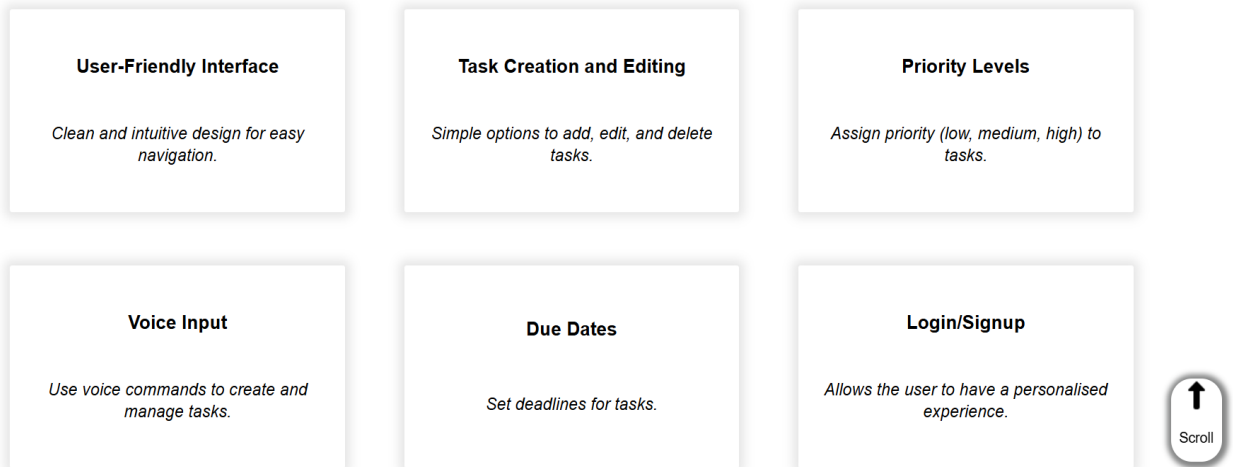 User-Friendly Interface
Clean and intuitive design for easy
navigation.
Task Creation and Editing
Simple options to add, edit, and delete
tasks.
Priority Levels
Assign priority (low, medium, high) to
tasks.
Voice Input
Use voice commands to create and
manage tasks.
Due Dates
Set deadlines for tasks.
Login/Signup
Allows the user to have a personalised
experience.
Scroll